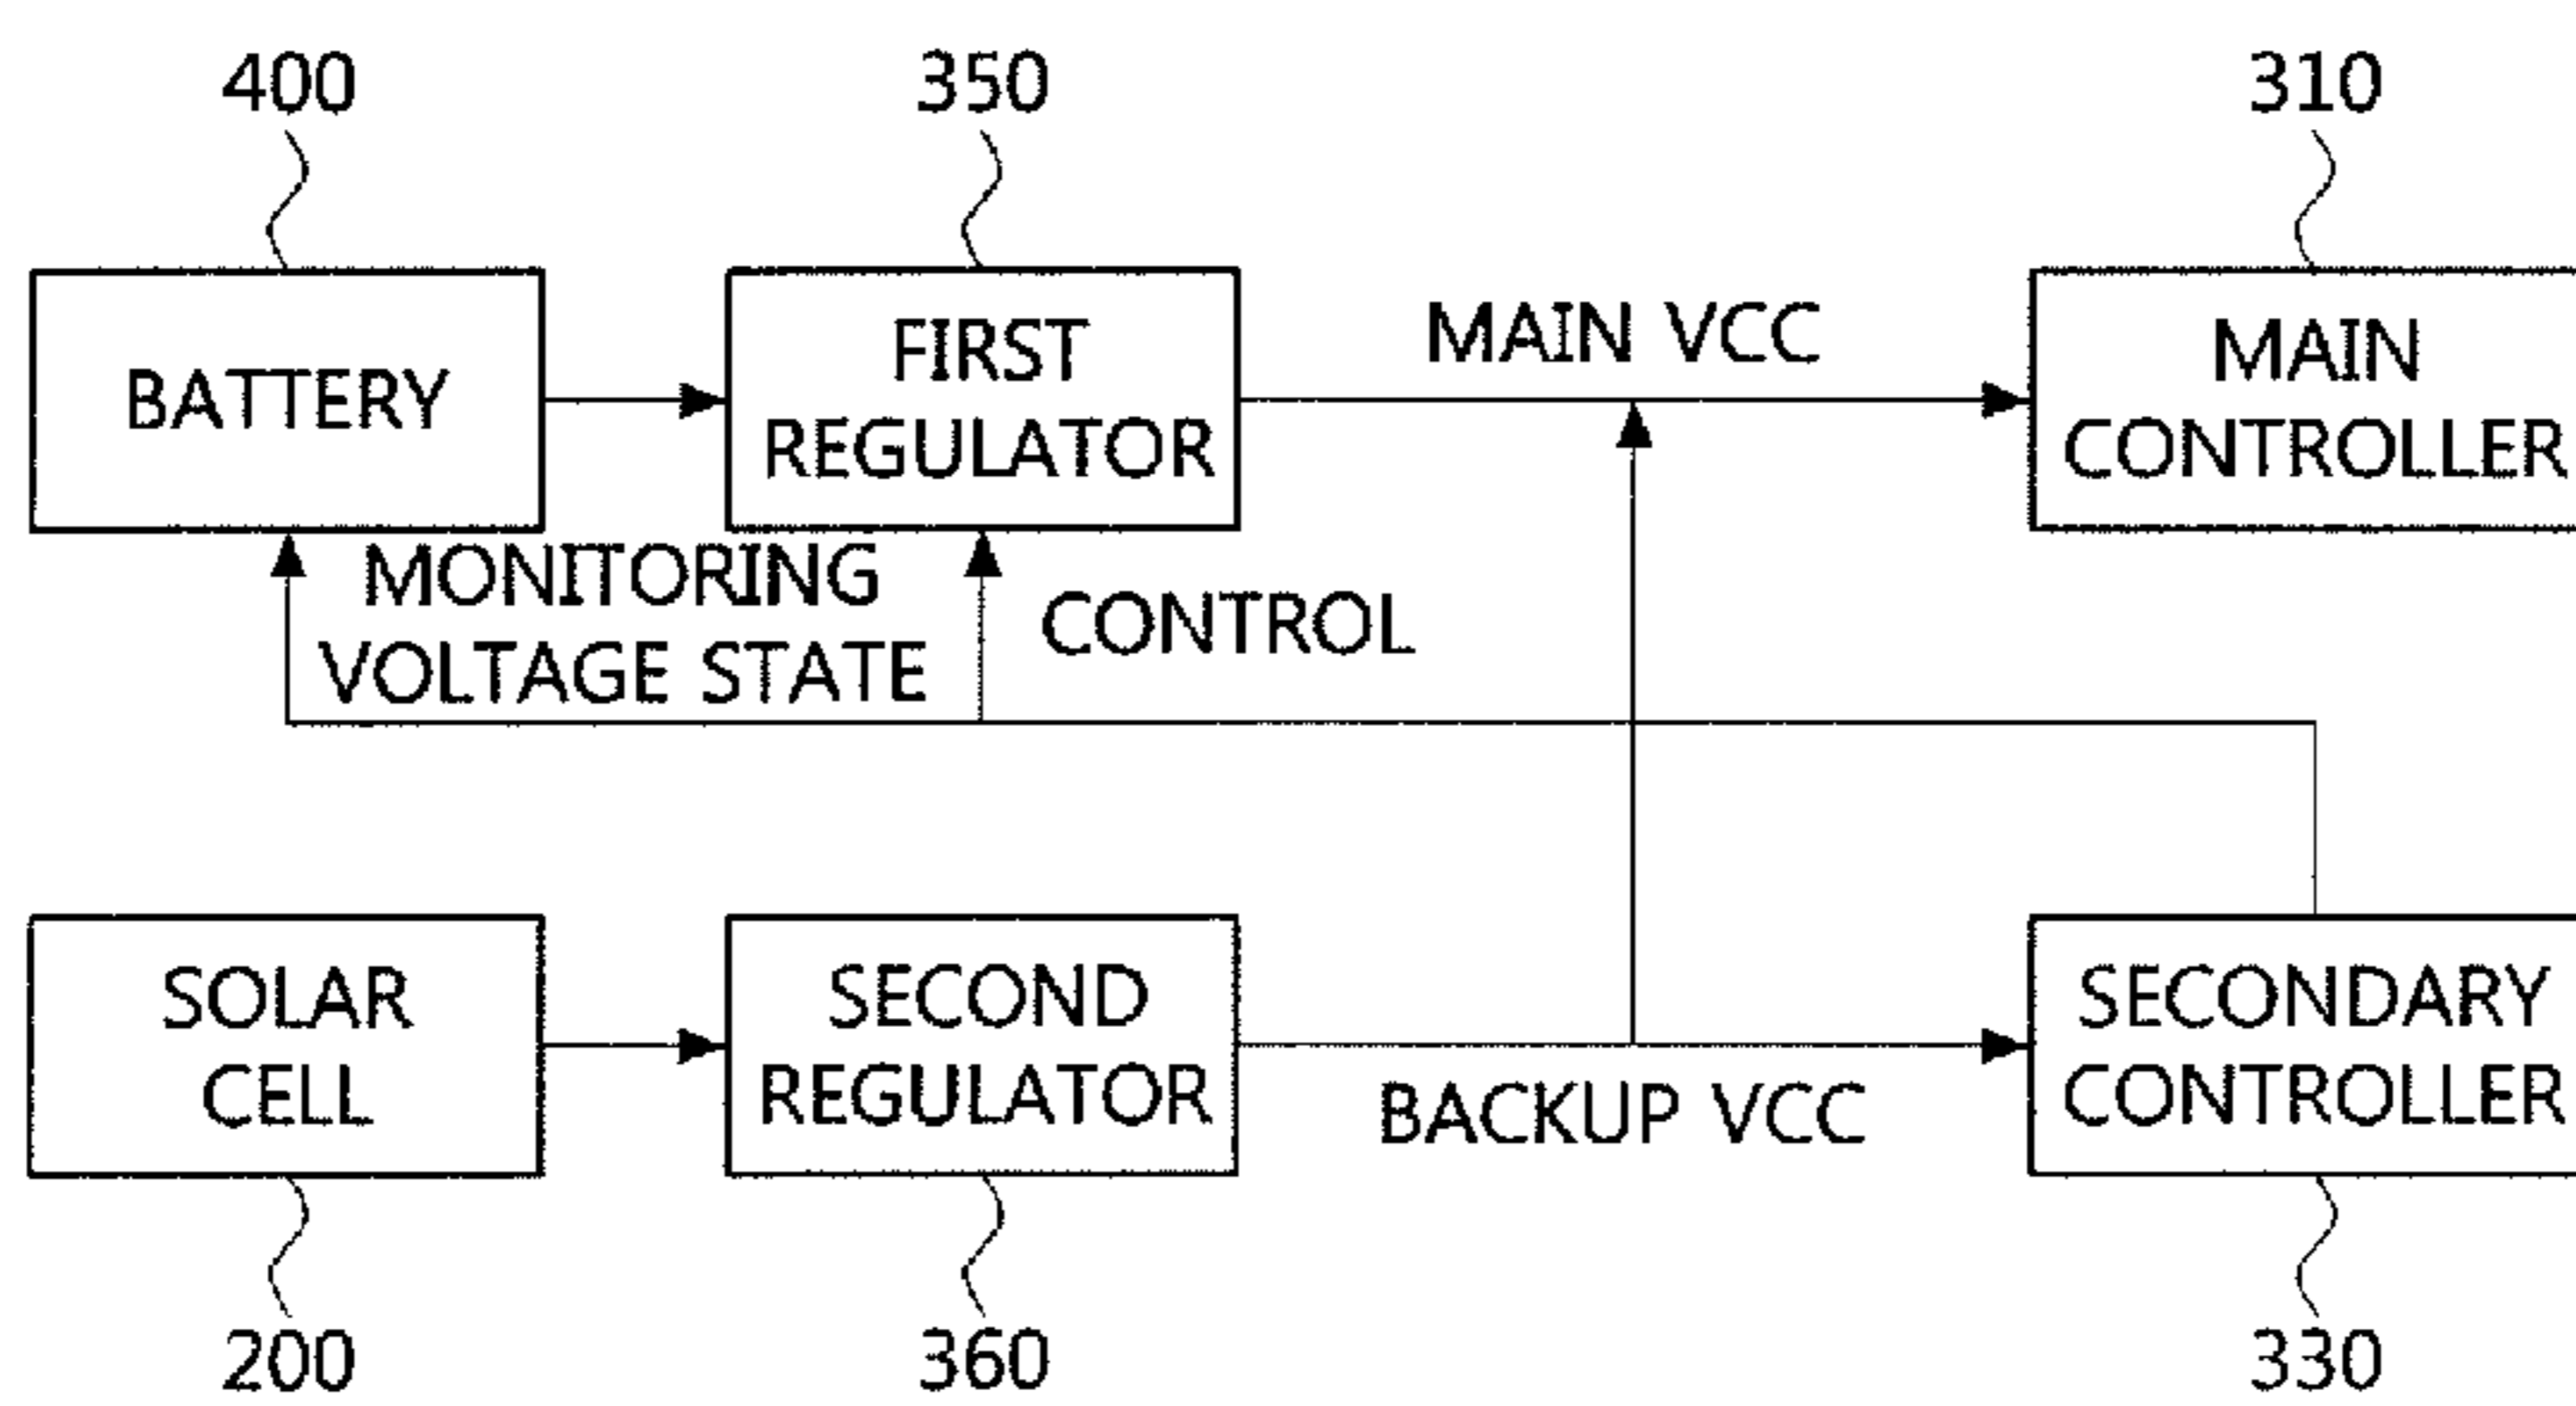 400
350
310
BATTERY
FIRST
REGULATOR
MAIN VCC
MAIN
CONTROLLER
MONITORING
VOLTAGE STATE
CONTROL
SOLAR
CELL
SECOND
REGULATOR
BACKUP VCC
SECONDARY
CONTROLLER
200
360
330